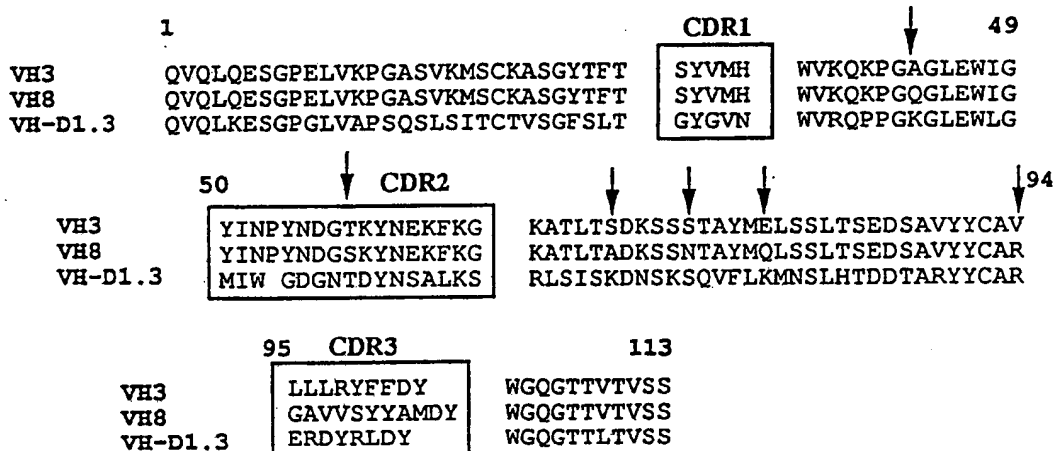 1 CDR1 49
VH3 QVQLQESGPELVKPGASVKMSCKASGYTFT SYVMH WVKQKPGAGLEWIG
VH8 QVQLQESGPELVKPGASVKMSCKASGYTFT SYVMH WVKQKPGQGLEWIG
VH-D1.3 QVQLKESGPGLVAPSQSLSITCTVSGFSLT GYGVN WVRQPPGKGLEWLG
50 CDR2 94
VH3 YINPYNDGTKYNEKFKG KATLTSDKSSSTAYMELSSLTSEDSAVYYCAV
VH8 YINPYNDGSKYNEKFKG KATLTADKSSNTAYMQLSSLTSEDSAVYYCAR
VH-D1.3 MIW GDGNTDYNSALKS RLSISKDNSKSQVFLKMNSLHTDDTARYYCAR
95 CDR3 113
VH3 LLLRYFFDY WGQGTTVTVSS
VH8 GAVVSYYAMDY WGQGTTVTVSS
VH-D1.3 ERDYRLDY WGQGTTLTVSS